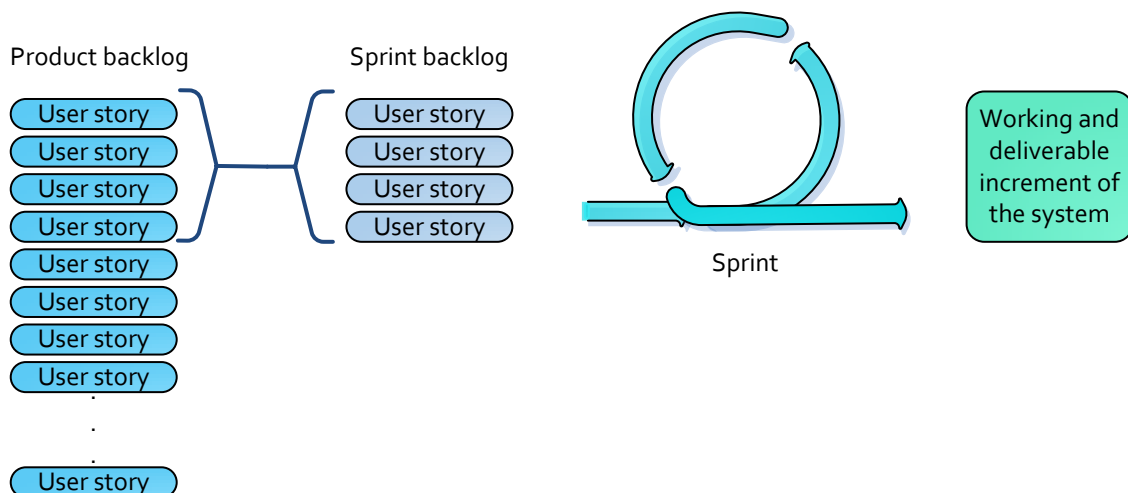 Product backlog
User story
User story
User story
User story
User story
User story
User story
User story
.
.
.
User story
Sprint backlog
User story
User story
User story
User story
Sprint
Working and
deliverable
increment of
the system